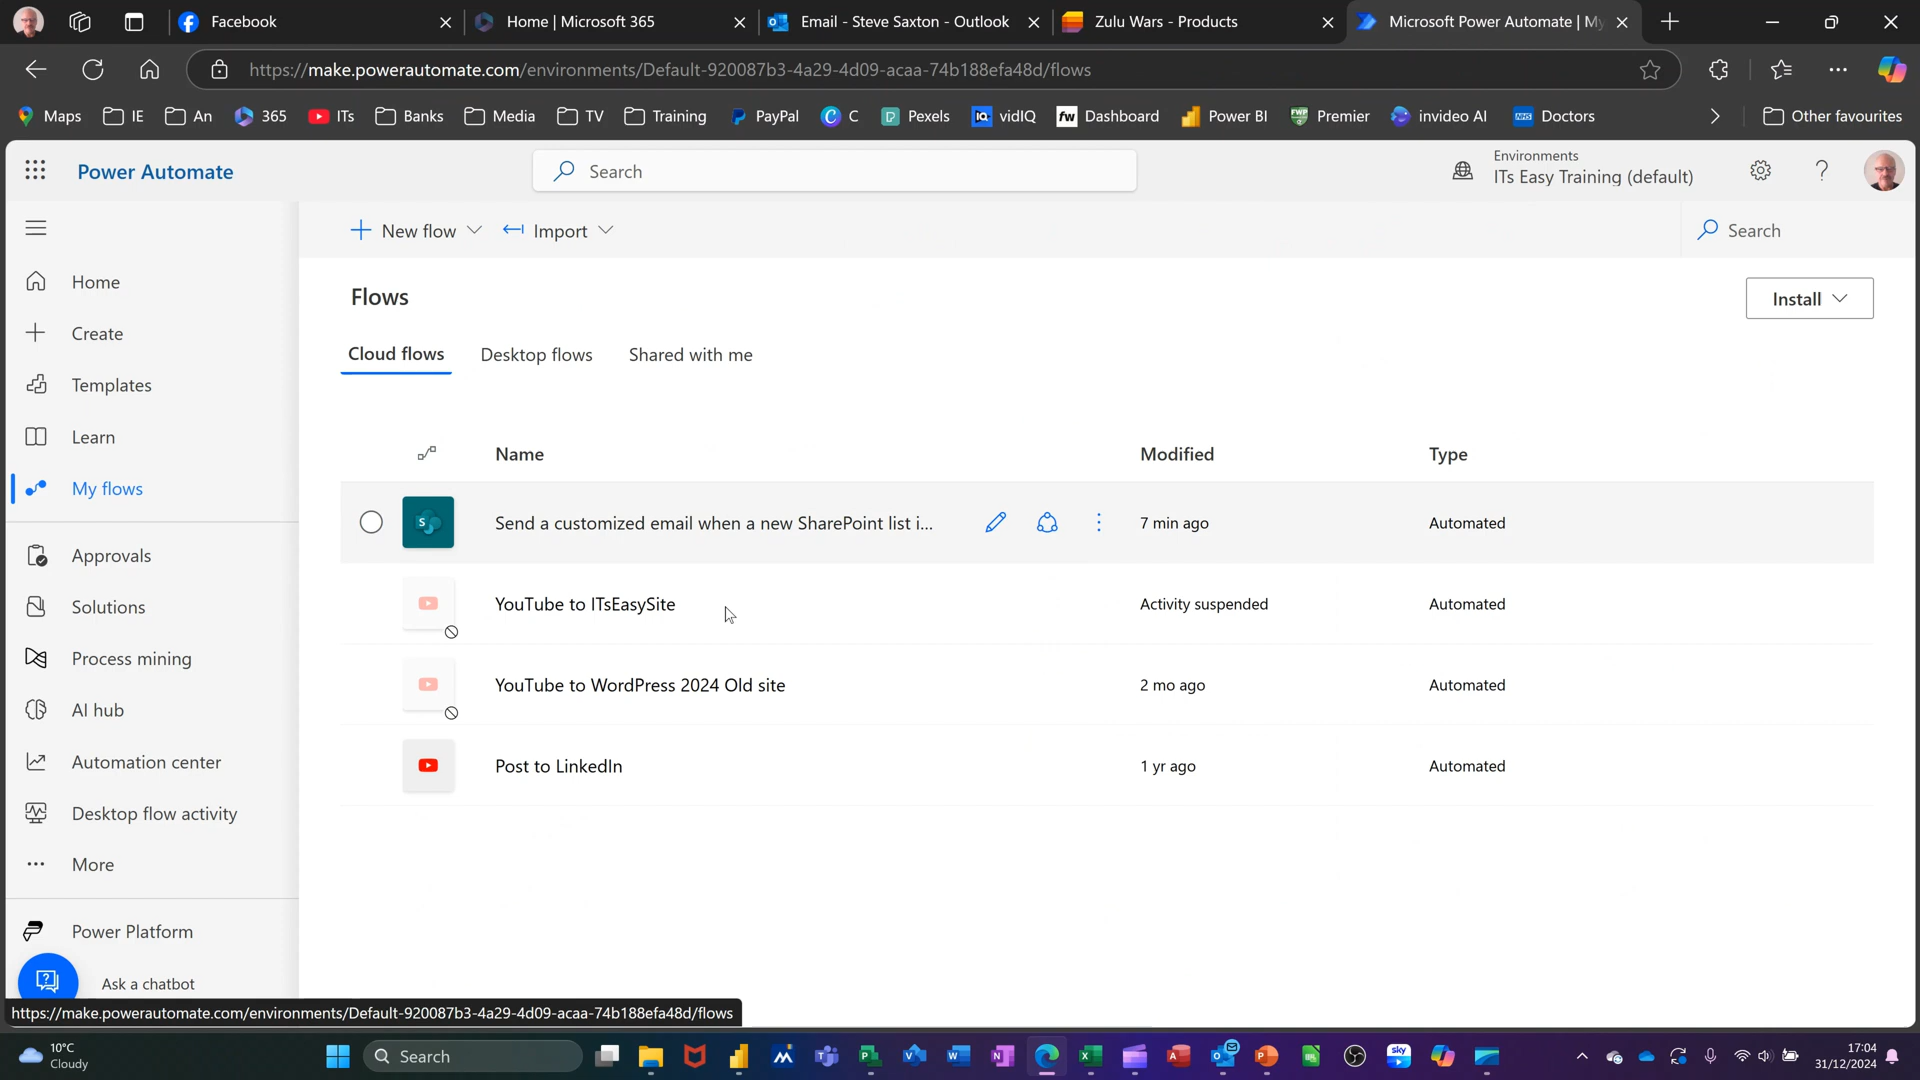 Facebook
Home | Microsoft 365
Email - Steve Saxton - Outlook
Zulu Wars - Products
Microsoft Power Automate | My
https://make.powerautomate.com/environments/Default-920087b3-4a29-4d09-acaa-74b188efa48d/flows
Maps IE An 365 ITs Banks Media TV Training PayPal C Pexels vidIQ Dashboard Power BI Premier invideo AI Doctors Other favourites
Power Automate
Search
Environments
ITs Easy Training (default)
New flow Import Search
Home
Create
Templates
Learn
My flows
Approvals
Solutions
Process mining
AI hub
Automation center
Desktop flow activity
More
Power Platform
Ask a chatbot
Flows
Install
Cloud flows Desktop flows Shared with me
Name Modified Type
Send a customized email when a new SharePoint list i... 7 min ago Automated
YouTube to ITsEasySite Activity suspended Automated
YouTube to WordPress 2024 Old site 2 mo ago Automated
Post to LinkedIn 1 yr ago Automated
https://make.powerautomate.com/environments/Default-920087b3-4a29-4d09-acaa-74b188efa48d/flows
10°C
Cloudy
Search
17:04
31/12/2024